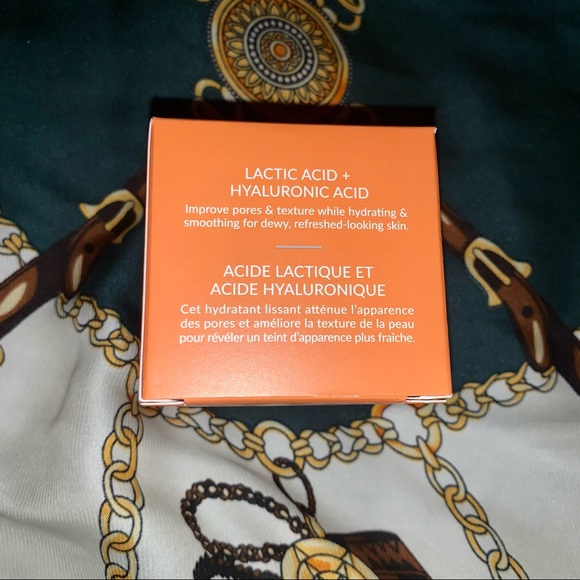 LACTIC ACID +
HYALURONIC ACID
Improve pores & texture while hydrating &
smoothing for dewy, refreshed-looking skin.
ACIDE LACTIQUE ET
ACIDE HYALURONIQUE
Cet hydratant lissant atténue l'apparence
des pores et améliore la texture de la peau
pour révéler un teint d'apparence plus fraîche.